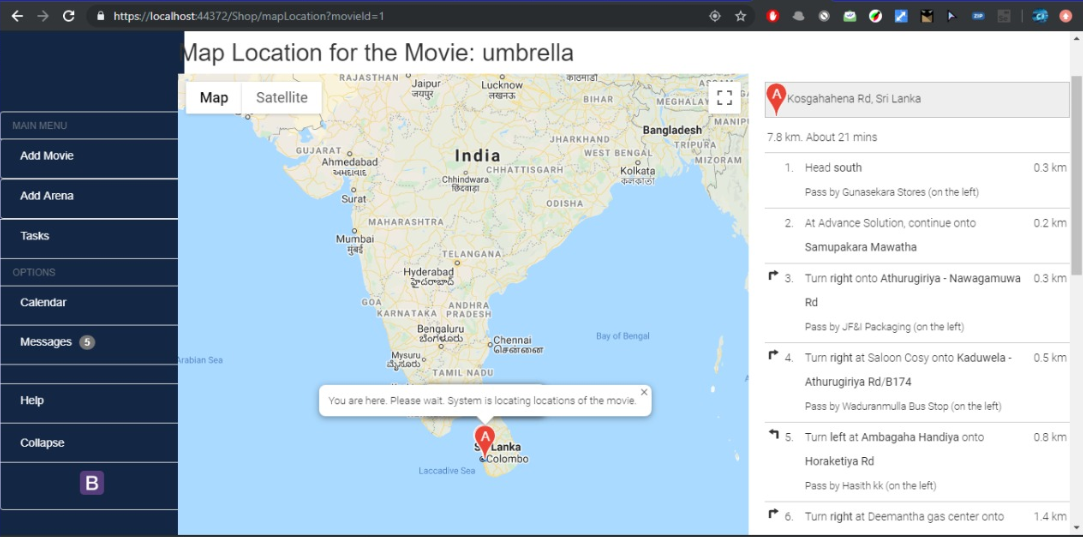 https://localhost:44372/Shop/mapLocation?movieId=1
Map Location for the Movie: umbrella
MAIN MENU
Add Movie
Add Arena
Tasks
OPTIONS
Calendar
Messages 5
Help
Collapse
B
Map Satellite
RAJASTHAN
Jaipur
जयपुर
Lucknow
लखनऊ
BIHAR
MEGHALAY
Bangladesh
MANIP
TRIPURA
MIZORAM
JHARKHAND
WEST BENGAL
GUJARAT
Ahmedabad
India
CHHATTISGARH
Chhindwara
छिंदवाड़ा
Kolkata
কলকাতা
Surat
ODISHA
MAHARASHTRA
Mumbai
मुंबई
TELANGANA
Hyderabad
GOA
KARNATAKA
ANDHRA
PRADESH
Bengaluru
ಬೆಂಗಳೂರು
Chennai
சென்னை
Bay of Bengal
Mysuru
ಮೈಸೂರು
Arabian Sea
TAMIL NADU
You are here. Please wait. System is locating locations of the movie.
A
Sri Lanka
Colombo
Laccadive Sea
A Kosgahahena Rd, Sri Lanka
7.8 km. About 21 mins
1. Head south 0.3 km
Pass by Gunasekara Stores (on the left)
2. At Advance Solution, continue onto 0.2 km
Samupakara Mawatha
3. Turn right onto Athurugiriya - Nawagamuwa 0.3 km
Rd
Pass by JF&I Packaging (on the left)
4. Turn right at Saloon Cosy onto Kaduwela - 0.5 km
Athurugiriya Rd/B174
Pass by Waduranmulla Bus Stop (on the left)
5. Turn left at Ambagaha Handiya onto 0.8 km
Horaketiya Rd
Pass by Hasith kk (on the left)
6. Turn right at Deemantha gas center onto 1.4 km